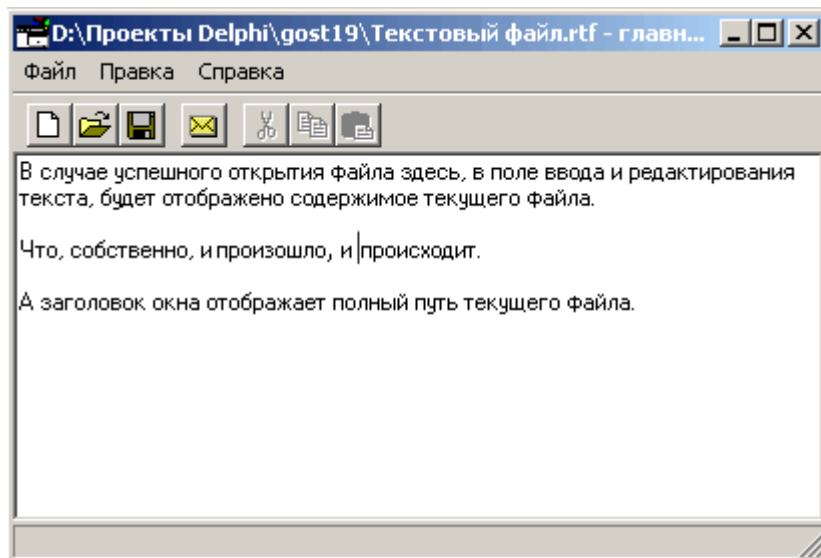 D:\Проекты Delphi\gost19\Текстовый файл.rtf - главн...
Файл Правка Справка
В случае успешного открытия файла здесь, в поле ввода и редактирования
текста, будет отображено содержимое текущего файла.
Что, собственно, и произошло, и происходит.
А заголовок окна отображает полный путь текущего файла.